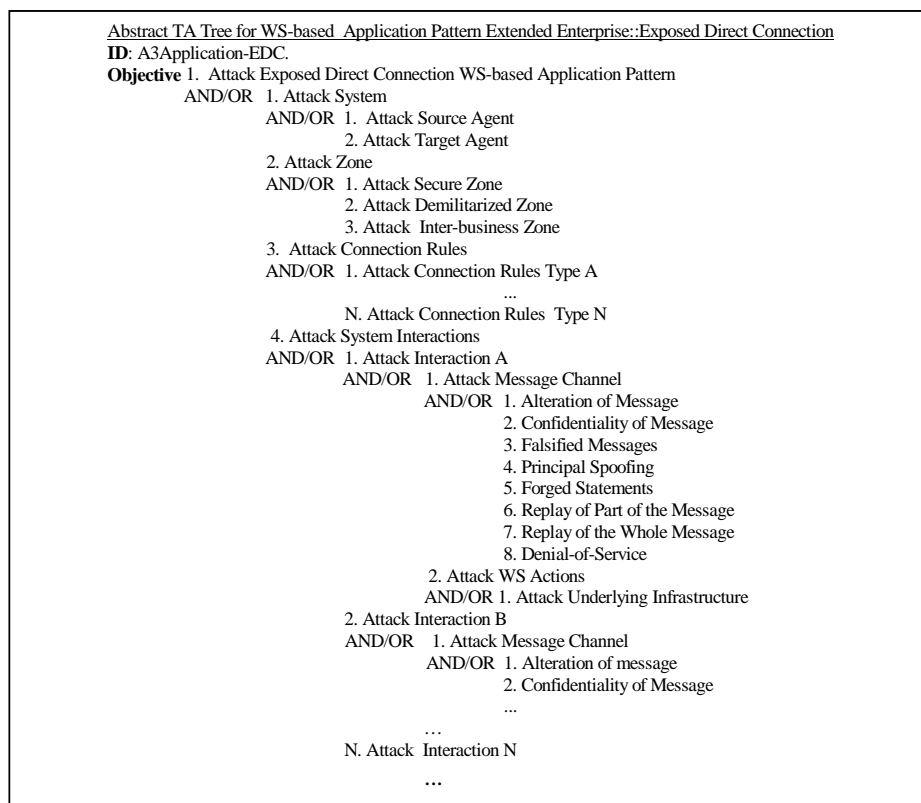 Abstract TA Tree for WS-based Application Pattern Extended Enterprise::Exposed Direct Connection
ID: A3Application-EDC.
Objective 1. Attack Exposed Direct Connection WS-based Application Pattern
AND/OR 1. Attack System
AND/OR 1. Attack Source Agent
2. Attack Target Agent
2. Attack Zone
AND/OR 1. Attack Secure Zone
2. Attack Demilitarized Zone
3. Attack Inter-business Zone
3. Attack Connection Rules
AND/OR 1. Attack Connection Rules Type A
...
N. Attack Connection Rules Type N
4. Attack System Interactions
AND/OR 1. Attack Interaction A
AND/OR 1. Attack Message Channel
AND/OR 1. Alteration of Message
2. Confidentiality of Message
3. Falsified Messages
4. Principal Spoofing
5. Forged Statements
6. Replay of Part of the Message
7. Replay of the Whole Message
8. Denial-of-Service
2. Attack WS Actions
AND/OR 1. Attack Underlying Infrastructure
2. Attack Interaction B
AND/OR 1. Attack Message Channel
AND/OR 1. Alteration of message
2. Confidentiality of Message
...
…
N. Attack Interaction N
…